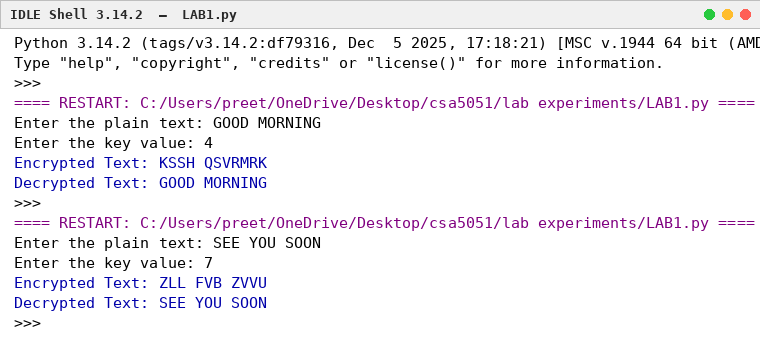 IDLE Shell 3.14.2  —  LAB1.py
Python 3.14.2 (tags/v3.14.2:df79316, Dec  5 2025, 17:18:21) [MSC v.1944 64 bit (AMD
Type "help", "copyright", "credits" or "license()" for more information.
>>>
==== RESTART: C:/Users/preet/OneDrive/Desktop/csa5051/lab experiments/LAB1.py ====
Enter the plain text: GOOD MORNING
Enter the key value: 4
Encrypted Text: KSSH QSVRMRK
Decrypted Text: GOOD MORNING
>>>
==== RESTART: C:/Users/preet/OneDrive/Desktop/csa5051/lab experiments/LAB1.py ====
Enter the plain text: SEE YOU SOON
Enter the key value: 7
Encrypted Text: ZLL FVB ZVVU
Decrypted Text: SEE YOU SOON
>>>